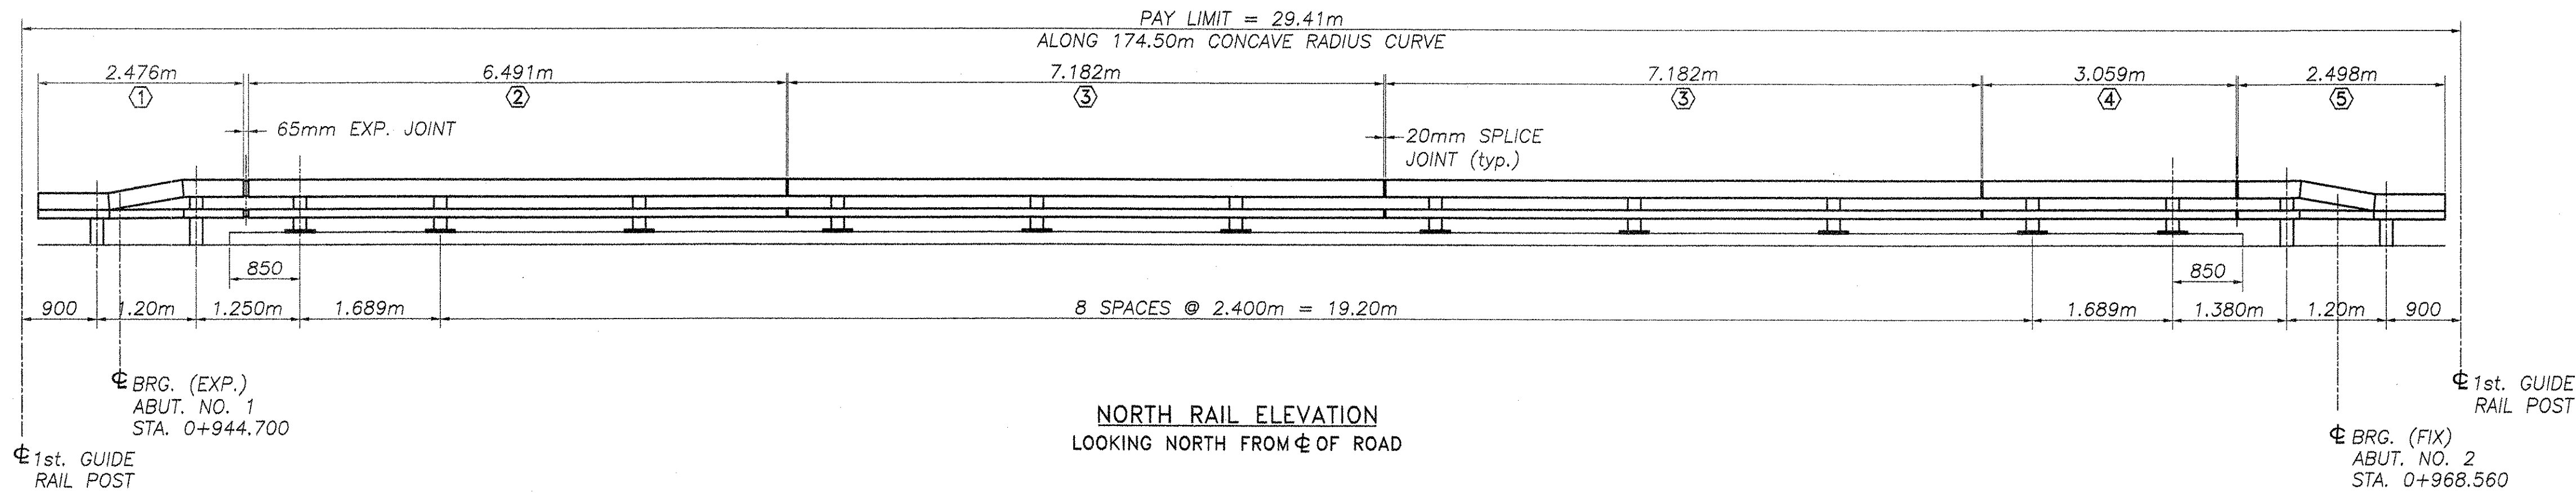 PAY LIMIT = 29.41m
ALONG 174.50m CONCAVE RADIUS CURVE
2.476m
6.491m
7.182m
7.182m
3.059m
2.498m
1
2
3
3
4
5
65mm EXP. JOINT
20mm SPLICE
JOINT (typ.)
850
850
900
1.20m
1.250m
1.689m
8 SPACES @ 2.400m = 19.20m
1.689m
1.380m
1.20m
900
℄ BRG. (EXP.)
ABUT. NO. 1
STA. 0+944.700
℄ 1st. GUIDE
RAIL POST
NORTH RAIL ELEVATION
LOOKING NORTH FROM ℄ OF ROAD
℄ 1st. GUIDE
RAIL POST
℄ BRG. (FIX)
ABUT. NO. 2
STA. 0+968.560